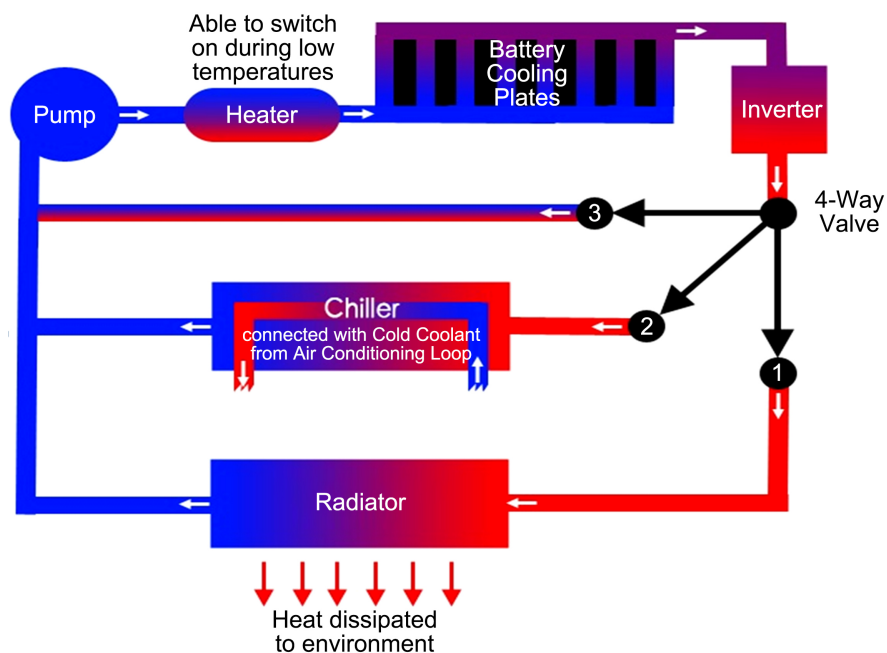 Able to switch
on during low
temperatures
Pump
Heater
Battery
Cooling
Plates
Inverter
4-Way
Valve
3
Chiller
connected with Cold Coolant
from Air Conditioning Loop
2
1
Radiator
Heat dissipated
to environment